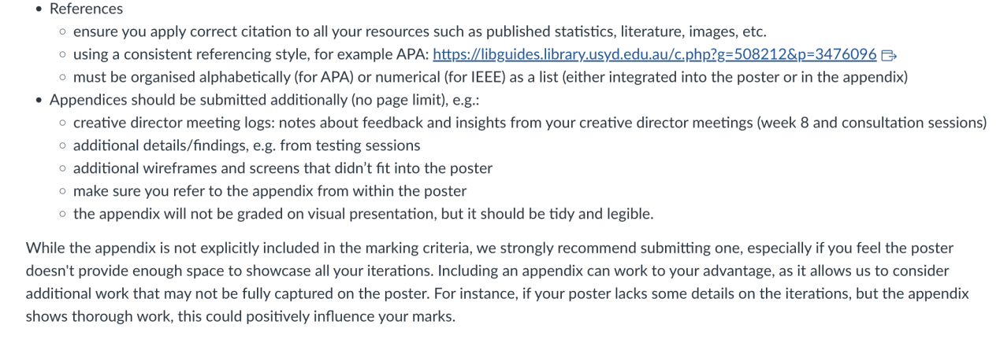 • References
◦ ensure you apply correct citation to all your resources such as published statistics, literature, images, etc.
◦ using a consistent referencing style, for example APA: https://libguides.library.usyd.edu.au/c.php?g=508212&p=3476096
◦ must be organised alphabetically (for APA) or numerical (for IEEE) as a list (either integrated into the poster or in the appendix)
• Appendices should be submitted additionally (no page limit), e.g.:
◦ creative director meeting logs: notes about feedback and insights from your creative director meetings (week 8 and consultation sessions)
◦ additional details/findings, e.g. from testing sessions
◦ additional wireframes and screens that didn’t fit into the poster
◦ make sure you refer to the appendix from within the poster
◦ the appendix will not be graded on visual presentation, but it should be tidy and legible.
While the appendix is not explicitly included in the marking criteria, we strongly recommend submitting one, especially if you feel the poster
doesn't provide enough space to showcase all your iterations. Including an appendix can work to your advantage, as it allows us to consider
additional work that may not be fully captured on the poster. For instance, if your poster lacks some details on the iterations, but the appendix
shows thorough work, this could positively influence your marks.